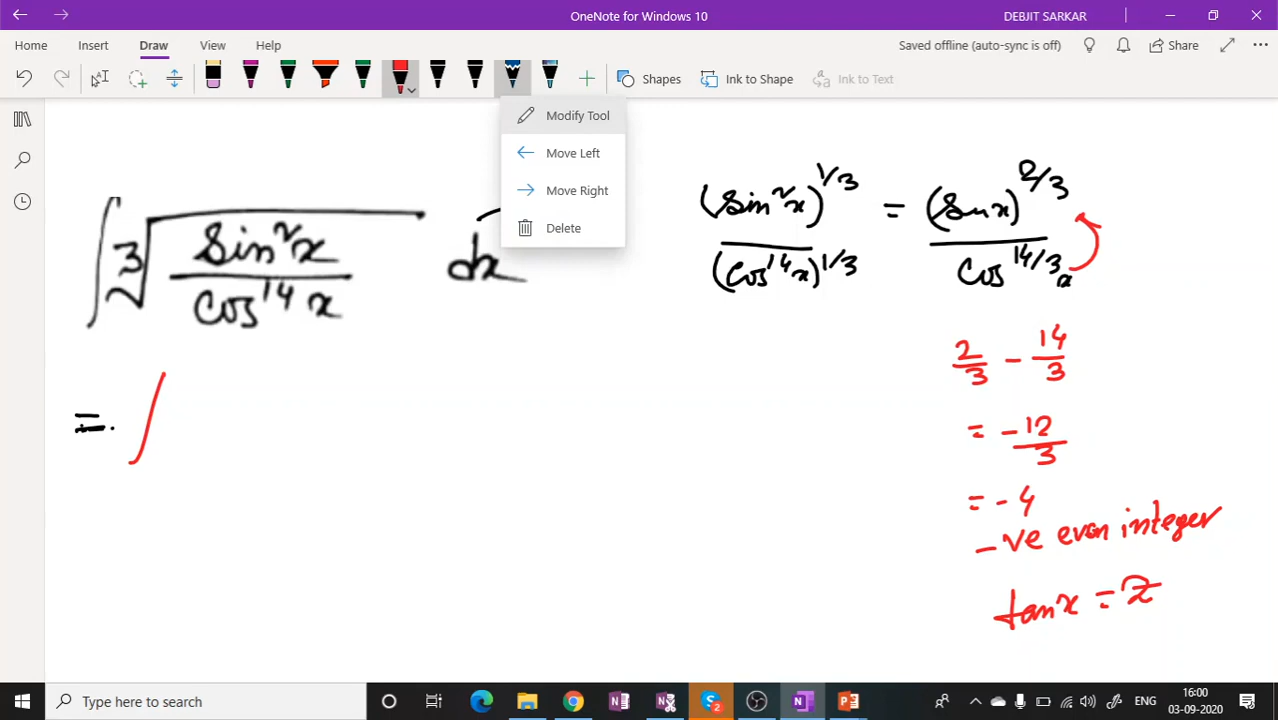 OneNote for Windows 10
DEBJIT SARKAR
Home Insert Draw View Help
Saved offline (auto-sync is off)
Share
Shapes
Ink to Shape
Ink to Text
Modify Tool
Move Left
Move Right
Delete
∫ ∛(sin²x / cos¹⁴x) dx
(sin²x)^1/3 / (cos¹⁴x)^1/3 = (sinx)^2/3 / cos^14/3 x
2/3 - 14/3
= -12/3
= -4
-ve even integer
tanx = z
= ∫
Type here to search
2
ENG
16:00
03-09-2020